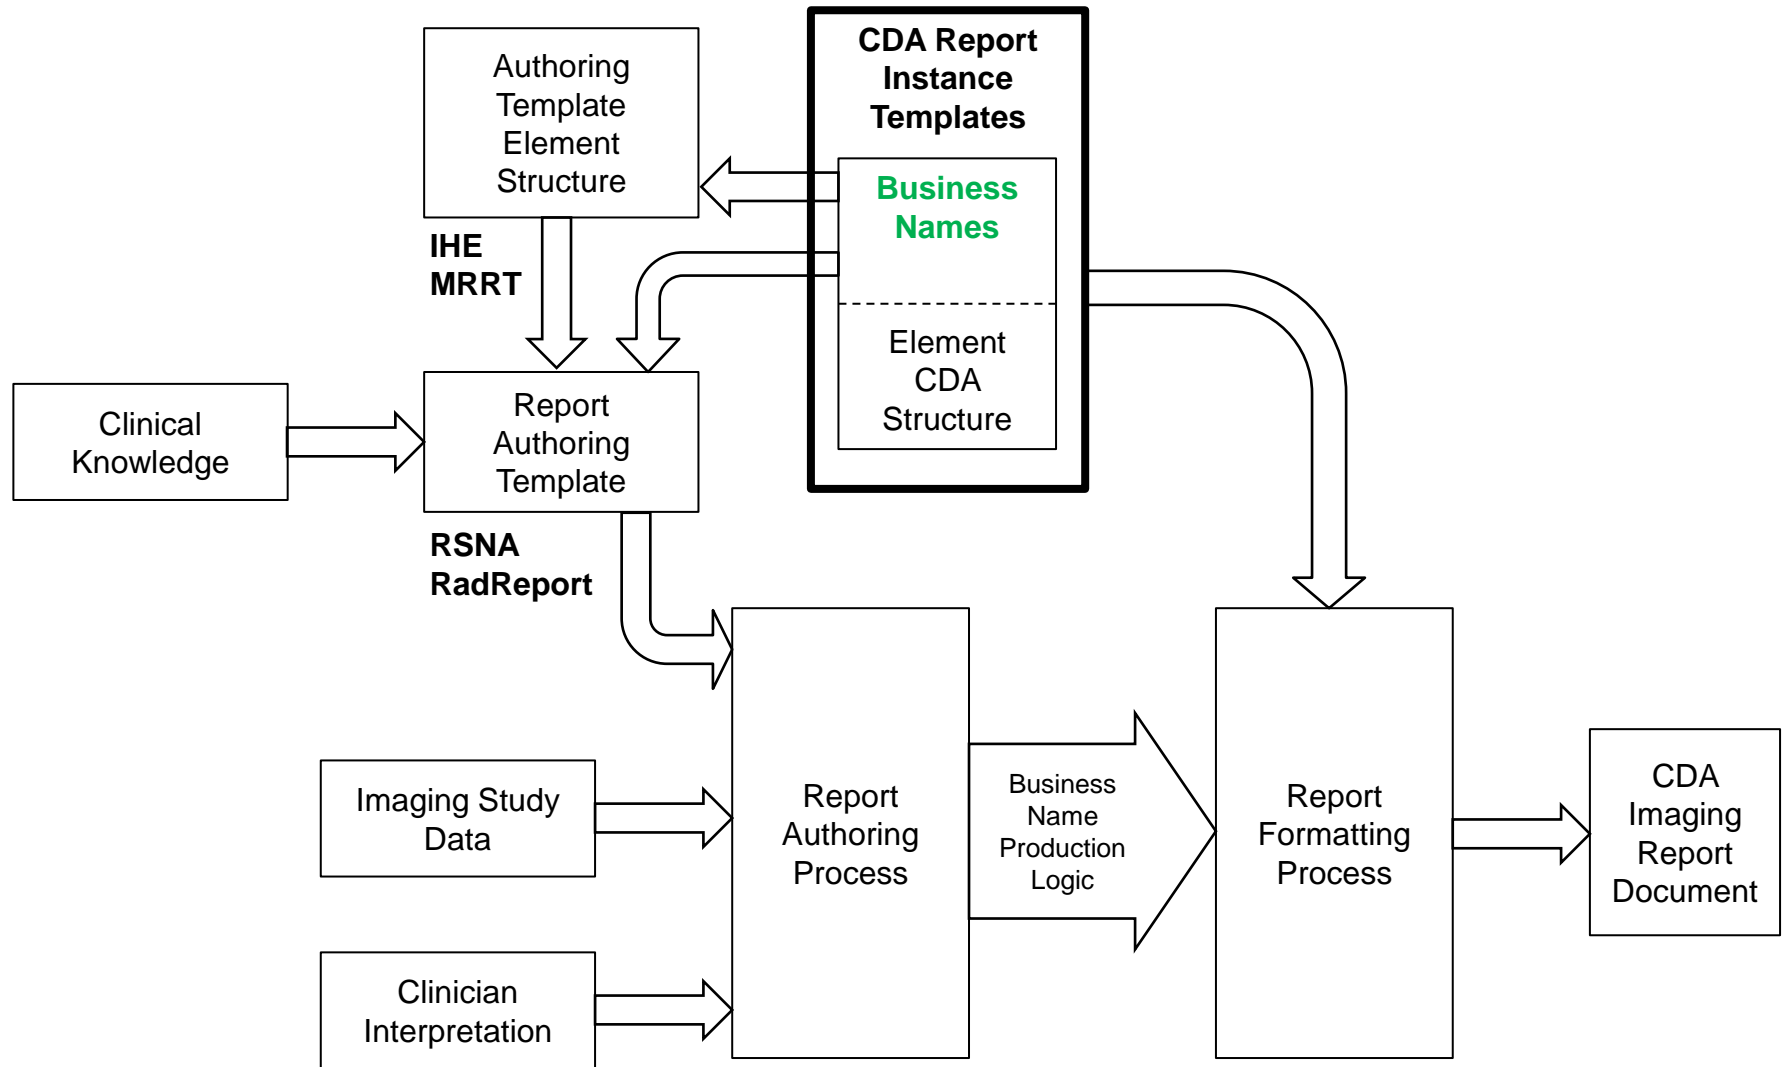 Authoring
Template
Element
Structure
CDA Report
Instance
Templates
Business
Names
Element
CDA
Structure
IHE
MRRT
Clinical
Knowledge
Report
Authoring
Template
RSNA
RadReport
Imaging Study
Data
Clinician
Interpretation
Report
Authoring
Process
Business
Name
Production
Logic
Report
Formatting
Process
CDA
Imaging
Report
Document